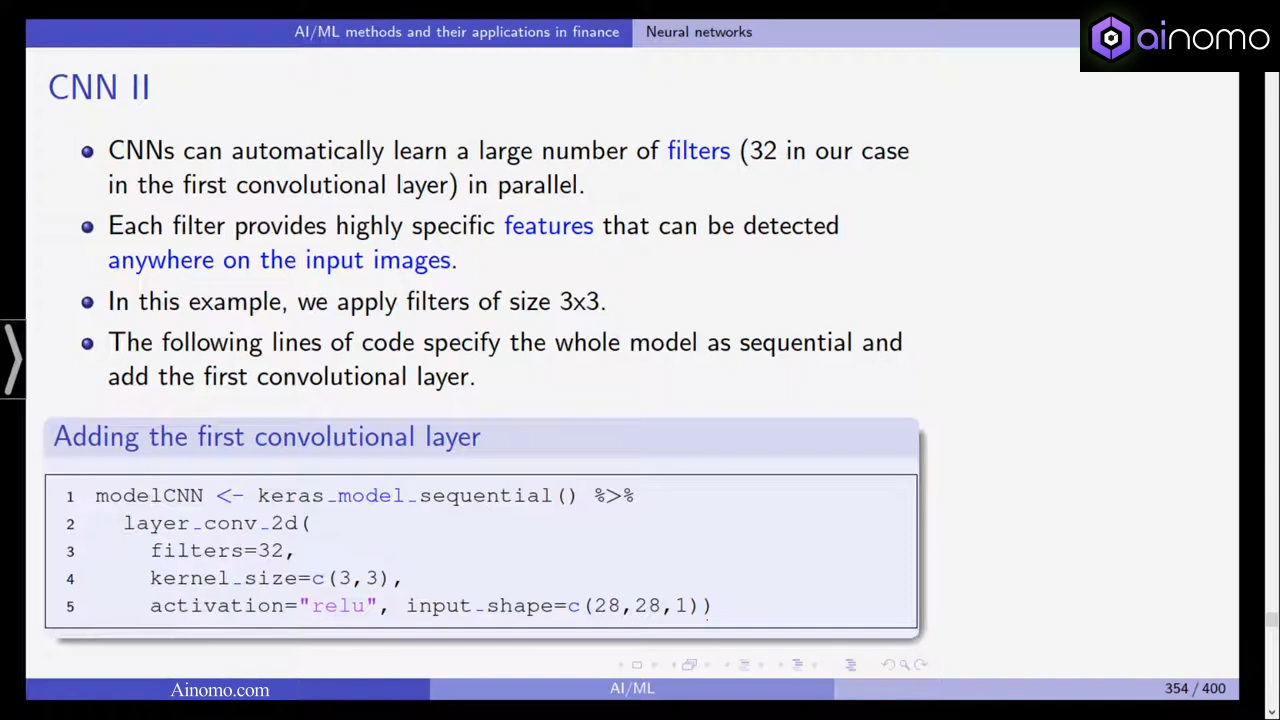 AI/ML methods and their applications in finance
Neural networks
ainomo
CNN II
CNNs can automatically learn a large number of filters (32 in our case
in the first convolutional layer) in parallel.
Each filter provides highly specific features that can be detected
anywhere on the input images.
In this example, we apply filters of size 3x3.
The following lines of code specify the whole model as sequential and
add the first convolutional layer.
Adding the first convolutional layer
1 modelCNN <- keras_model_sequential() %>%
2 layer_conv_2d(
3 filters=32,
4 kernel_size=c(3,3),
5 activation="relu", input_shape=c(28,28,1))
Ainomo.com
AI/ML
354 / 400